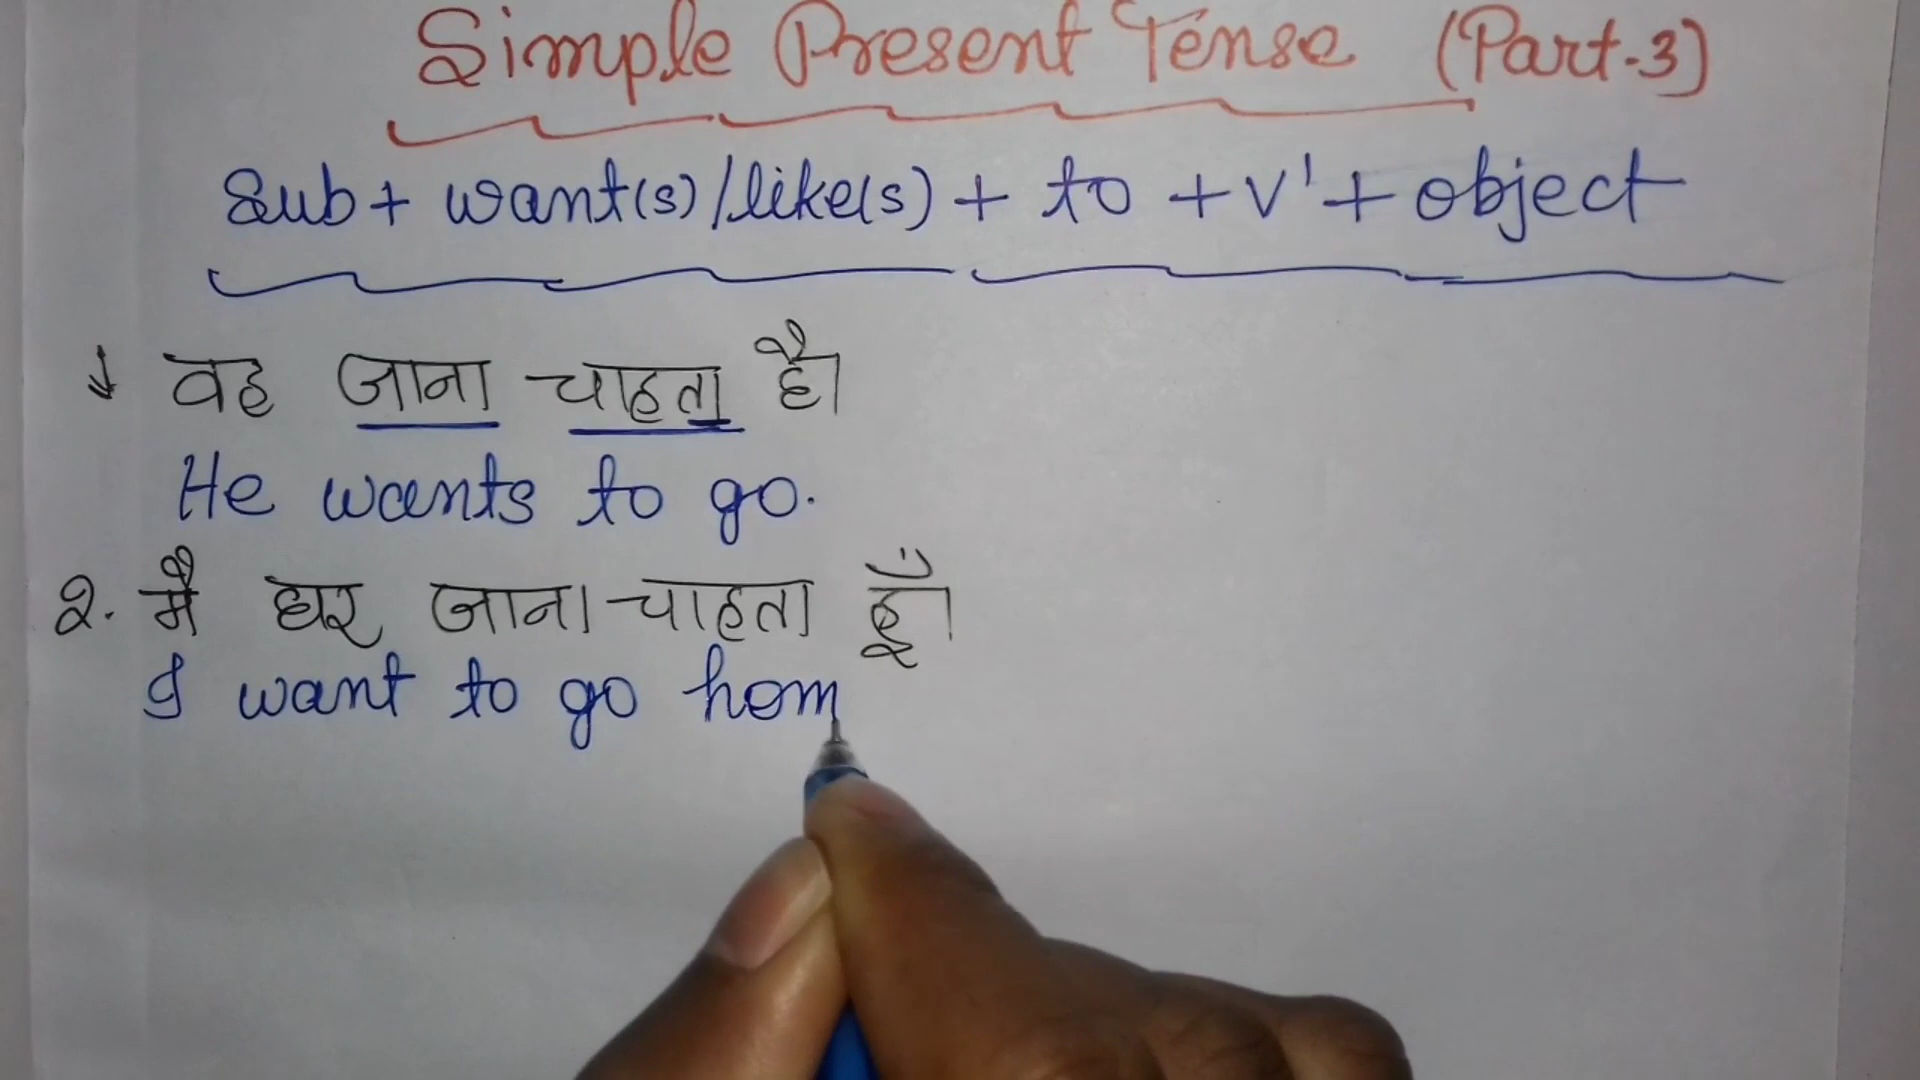 Simple Present Tense (Part-3)
Sub + want(s)/like(s) + to + V¹ + object
वह जाना चाहता है।
He wants to go.
2. मै घर जाना चाहता हूँ।
I want to go hom